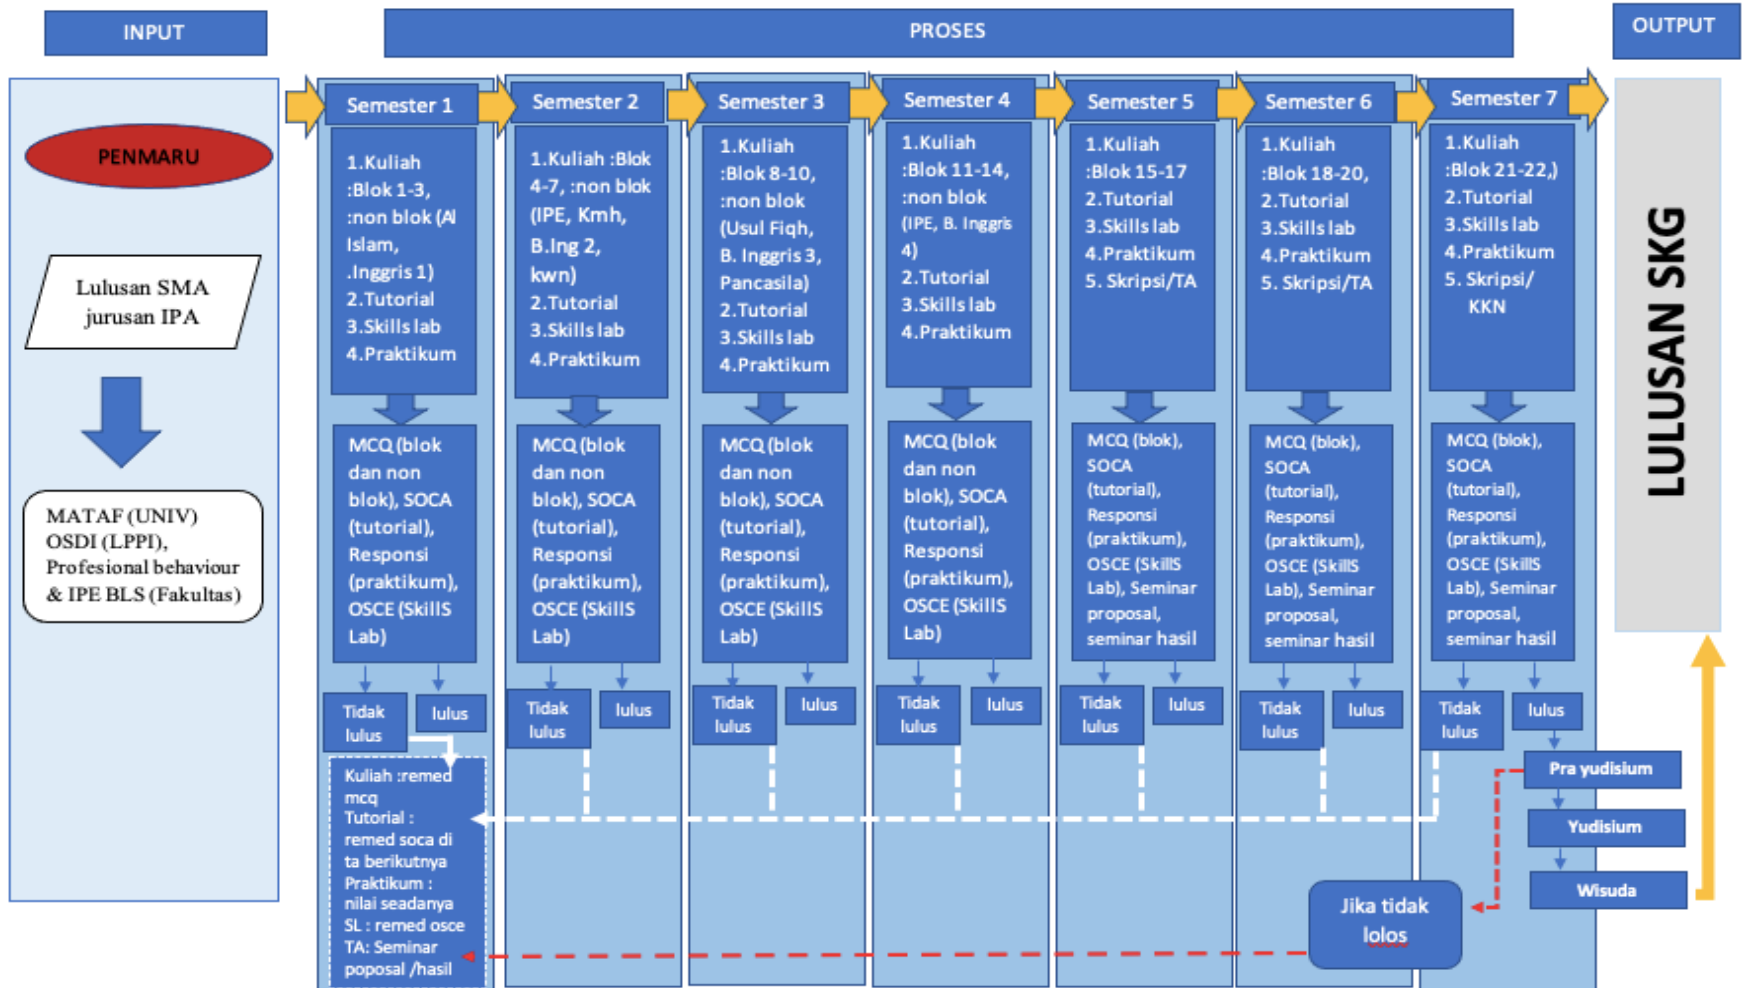 INPUT
PROSES
OUTPUT
PENMARU
Lulusan SMA
jurusan IPA
MATAF (UNIV)
OSDI (LPPI),
Profesional behaviour
& IPE BLS (Fakultas)
Semester 1
1.Kuliah
:Blok 1-3,
:non blok (Al
Islam,
.Inggris 1)
2.Tutorial
3.Skills lab
4.Praktikum
MCQ (blok
dan non
blok), SOCA
(tutorial),
Responsi
(praktikum),
OSCE (SkillS
Lab)
Tidak
lulus
lulus
Kuliah :remed
mcq
Tutorial :
remed soca di
ta berikutnya
Praktikum :
nilai seadanya
SL : remed osce
TA: Seminar
poposal /hasil
Semester 2
1.Kuliah :Blok
4-7, :non blok
(IPE, Kmh,
B.Ing 2,
kwn)
2.Tutorial
3.Skills lab
4.Praktikum
MCQ (blok
dan non
blok), SOCA
(tutorial),
Responsi
(praktikum),
OSCE (SkillS
Lab)
Tidak
lulus
lulus
Semester 3
1.Kuliah
:Blok 8-10,
:non blok
(Usul Fiqh,
B. Inggris 3,
Pancasila)
2.Tutorial
3.Skills lab
4.Praktikum
MCQ (blok
dan non
blok), SOCA
(tutorial),
Responsi
(praktikum),
OSCE (SkillS
Lab)
Tidak
lulus
lulus
Semester 4
1.Kuliah
:Blok 11-14,
:non blok
(IPE, B. Inggris
4)
2.Tutorial
3.Skills lab
4.Praktikum
MCQ (blok
dan non
blok), SOCA
(tutorial),
Responsi
(praktikum),
OSCE (SkillS
Lab)
Tidak
lulus
lulus
Semester 5
1.Kuliah
:Blok 15-17
2.Tutorial
3.Skills lab
4.Praktikum
5. Skripsi/TA
MCQ (blok),
SOCA
(tutorial),
Responsi
(praktikum),
OSCE (SkillS
Lab), Seminar
proposal,
seminar hasil
Tidak
lulus
lulus
Semester 6
1.Kuliah
:Blok 18-20,
2.Tutorial
3.Skills lab
4.Praktikum
5. Skripsi/TA
MCQ (blok),
SOCA
(tutorial),
Responsi
(praktikum),
OSCE (SkillS
Lab), Seminar
proposal,
seminar hasil
Tidak
lulus
lulus
Semester 7
1.Kuliah
:Blok 21-22,)
2.Tutorial
3.Skills lab
4.Praktikum
5. Skripsi/
KKN
MCQ (blok),
SOCA
(tutorial),
Responsi
(praktikum),
OSCE (SkillS
Lab), Seminar
proposal,
seminar hasil
Tidak
lulus
lulus
Pra yudisium
Yudisium
Wisuda
Jika tidak
lolos
LULUSAN SKG